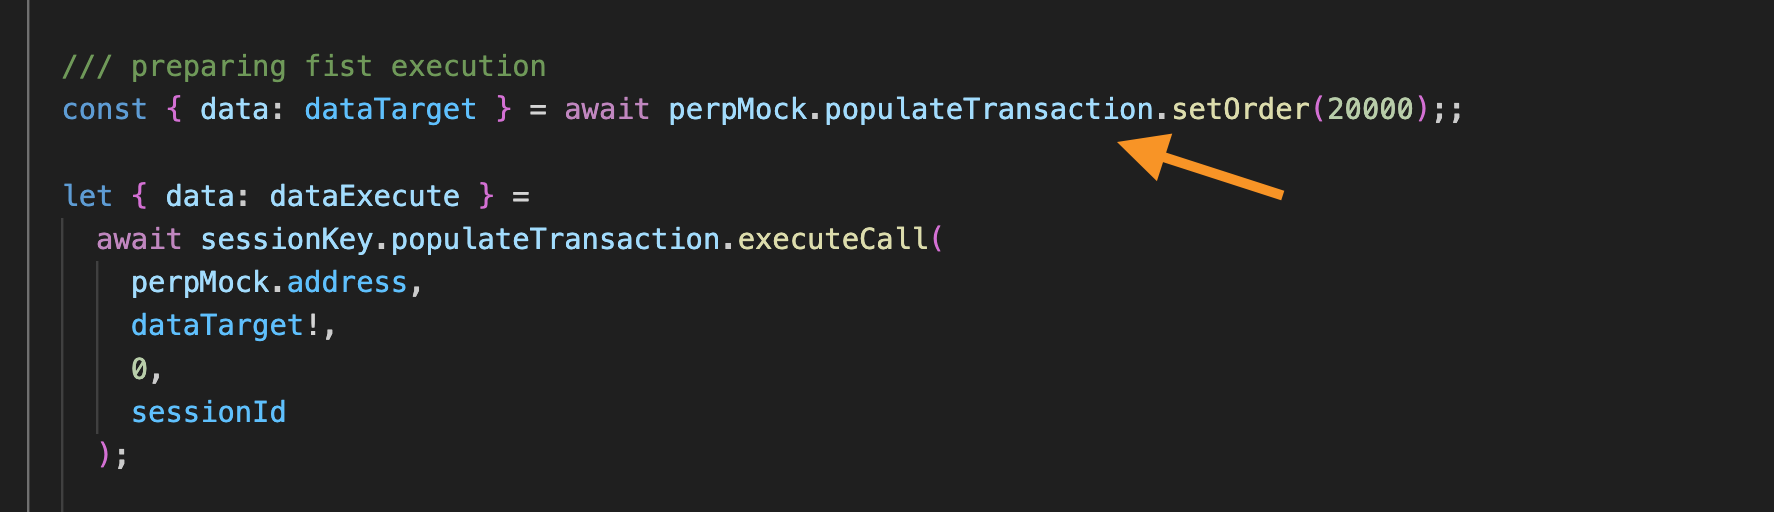 /// preparing fist execution
const { data: dataTarget } = await perpMock.populateTransaction.setOrder(20000);;
let { data: dataExecute } =
await sessionKey.populateTransaction.executeCall(
perpMock.address,
dataTarget!,
0,
sessionId
);